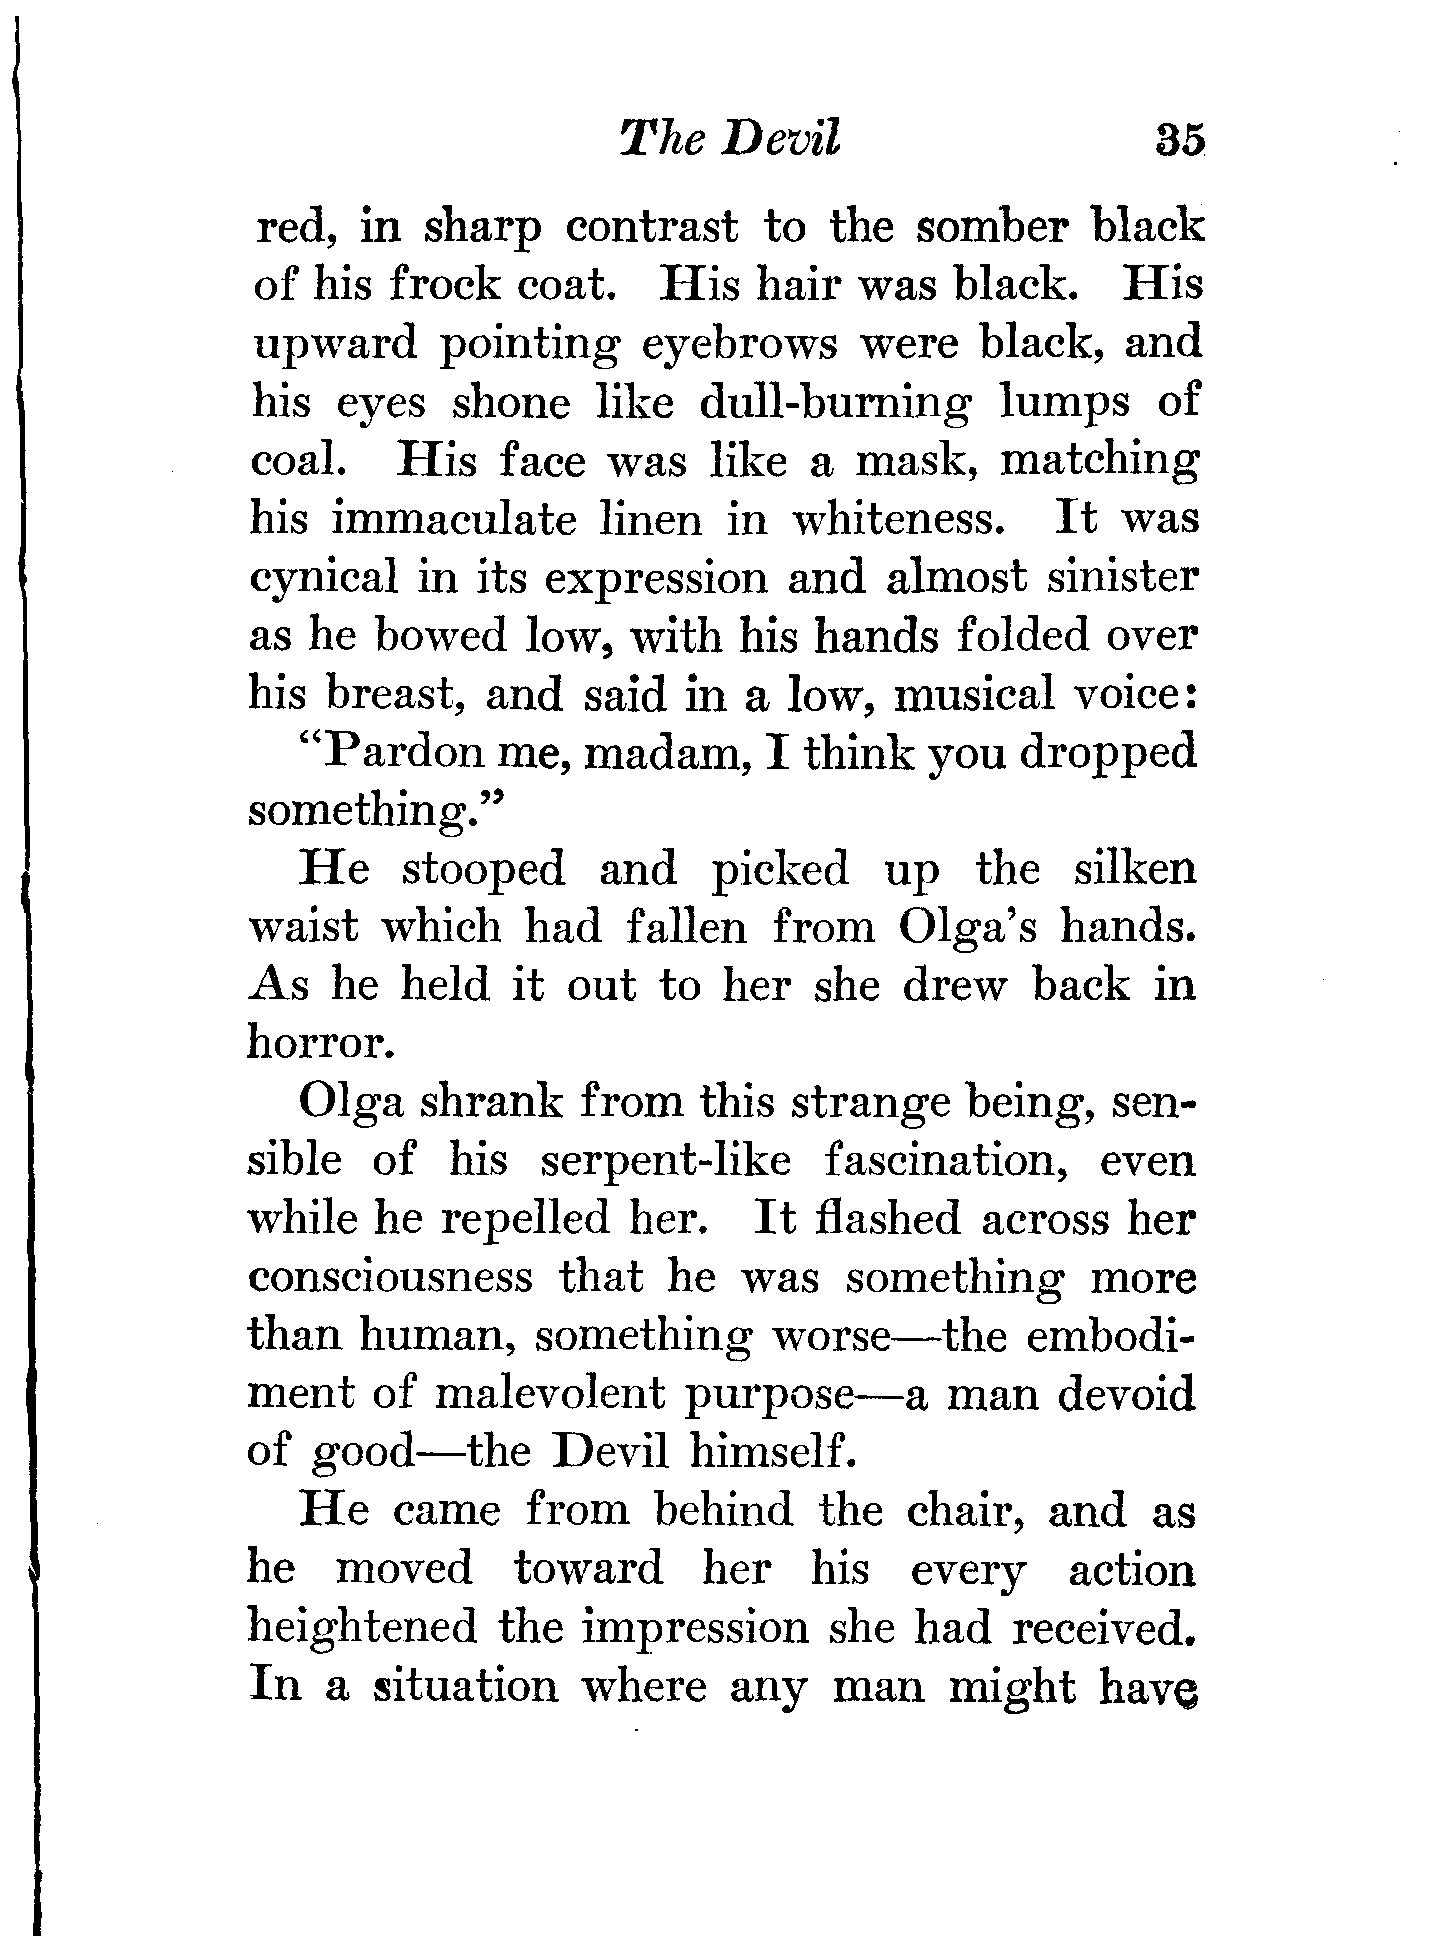 The Devil 35
red, in sharp contrast to the somber black
of his frock coat. His hair was black. His
upward pointing eyebrows were black, and
his eyes shone like dull-burning lumps of
coal. His face was like a mask, matching
his immaculate linen in whiteness. It was
cynical in its expression and almost sinister
as he bowed low, with his hands folded over
his breast, and said in a low, musical voice:
“Pardon me, madam, I think you dropped
something.”
He stooped and picked up the silken
waist which had fallen from Olga’s hands.
As he held it out to her she drew back in
horror.
Olga shrank from this strange being, sen-
sible of his serpent-like fascination, even
while he repelled her. It flashed across her
consciousness that he was something more
than human, something worse—the embodi-
ment of malevolent purpose—a man devoid
of good—the Devil himself.
He came from behind the chair, and as
he moved toward her his every action
heightened the impression she had received.
In a situation where any man might have